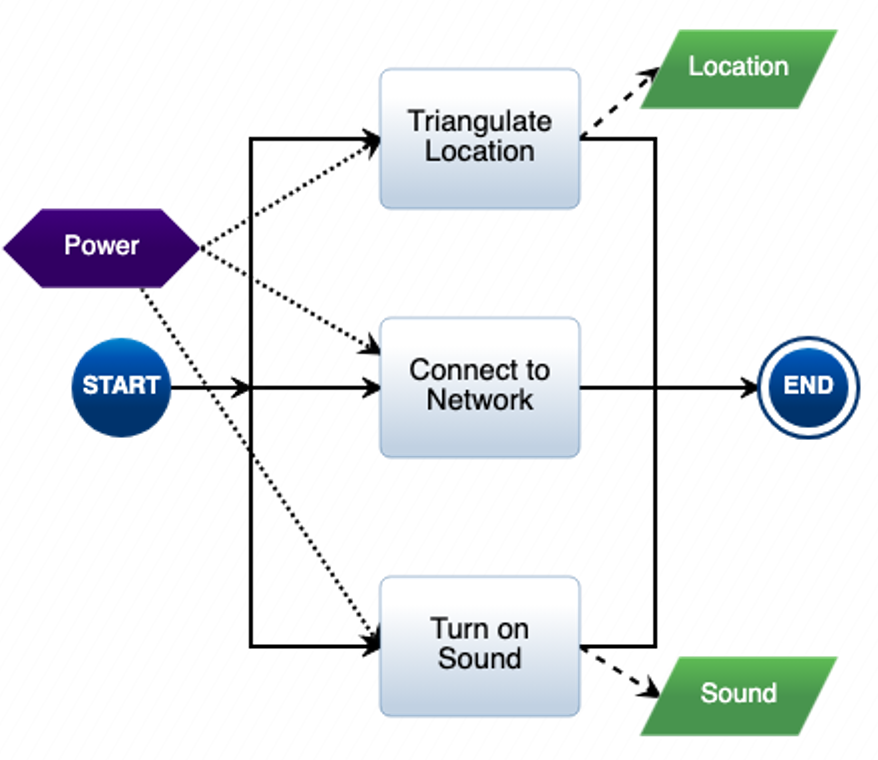 Location
Triangulate
Location
Power
START
Connect to
Network
END
Turn on
Sound
Sound